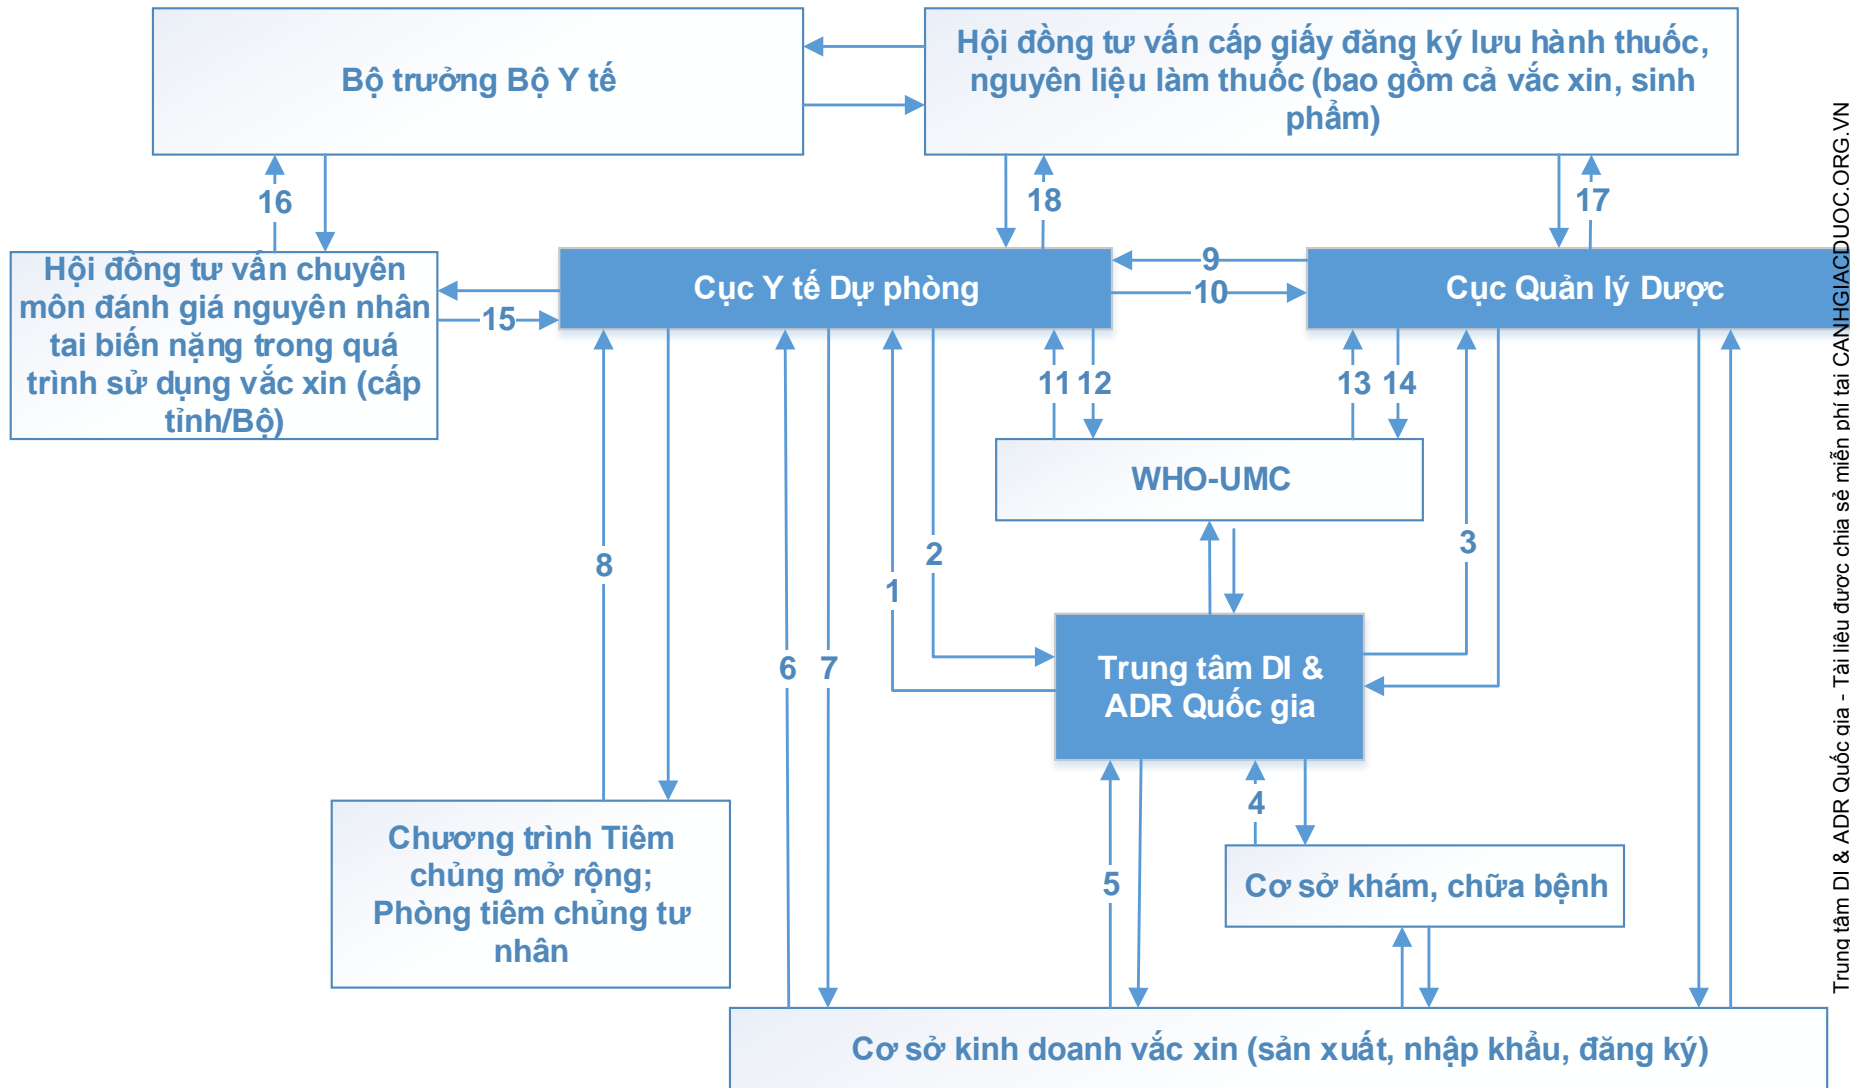 Bộ trưởng Bộ Y tế
Hội đồng tư vấn cấp giấy đăng ký lưu hành thuốc,
nguyên liệu làm thuốc (bao gồm cả vắc xin, sinh
phẩm)
16
18
17
Hội đồng tư vấn chuyên
môn đánh giá nguyên nhân
tai biến nặng trong quá
trình sử dụng vắc xin (cấp
tỉnh/Bộ)
15
Cục Y tế Dự phòng
9
10
Cục Quản lý Dược
11
12
13
14
WHO-UMC
8
2
1
3
6
7
Trung tâm DI &
ADR Quốc gia
4
5
Chương trình Tiêm
chủng mở rộng;
Phòng tiêm chủng tư
nhân
Cơ sở khám, chữa bệnh
Cơ sở kinh doanh vắc xin (sản xuất, nhập khẩu, đăng ký)
Trung tâm DI & ADR Quốc gia - Tài liệu được chia sẻ miễn phí tại CANHGIACDUOC.ORG.VN